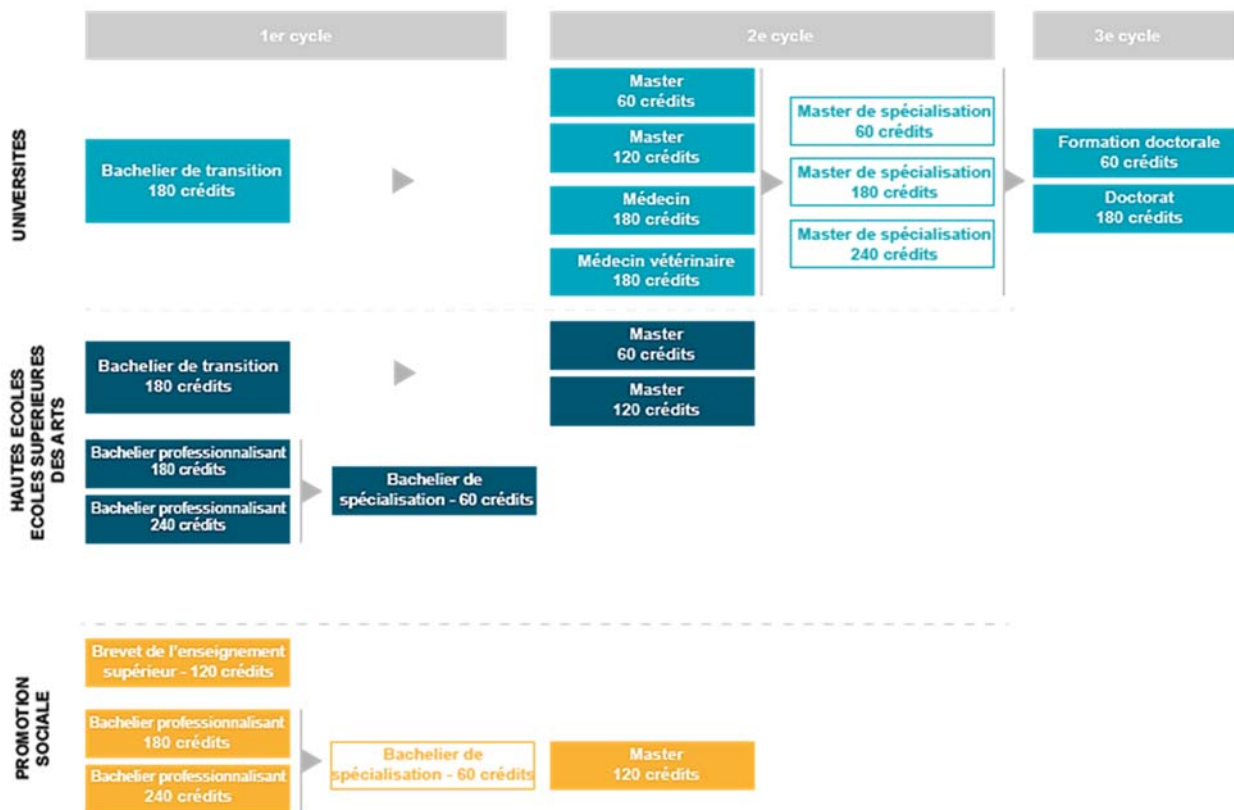 1er cycle
2e cycle
3e cycle
UNIVERSITES
Bachelier de transition
180 crédits
Master
60 crédits
Master
120 crédits
Médecin
180 crédits
Médecin vétérinaire
180 crédits
Master de spécialisation
60 crédits
Master de spécialisation
180 crédits
Master de spécialisation
240 crédits
Formation doctorale
60 crédits
Doctorat
180 crédits
HAUTES ECOLES
ECOLES SUPERIEURES
DES ARTS
Bachelier de transition
180 crédits
Master
60 crédits
Master
120 crédits
Bachelier professionnalisant
180 crédits
Bachelier professionnalisant
240 crédits
Bachelier de
spécialisation - 60 crédits
PROMOTION
SOCIALE
Brevet de l'enseignement
supérieur - 120 crédits
Bachelier professionnalisant
180 crédits
Bachelier professionnalisant
240 crédits
Bachelier de
spécialisation - 60 crédits
Master
120 crédits